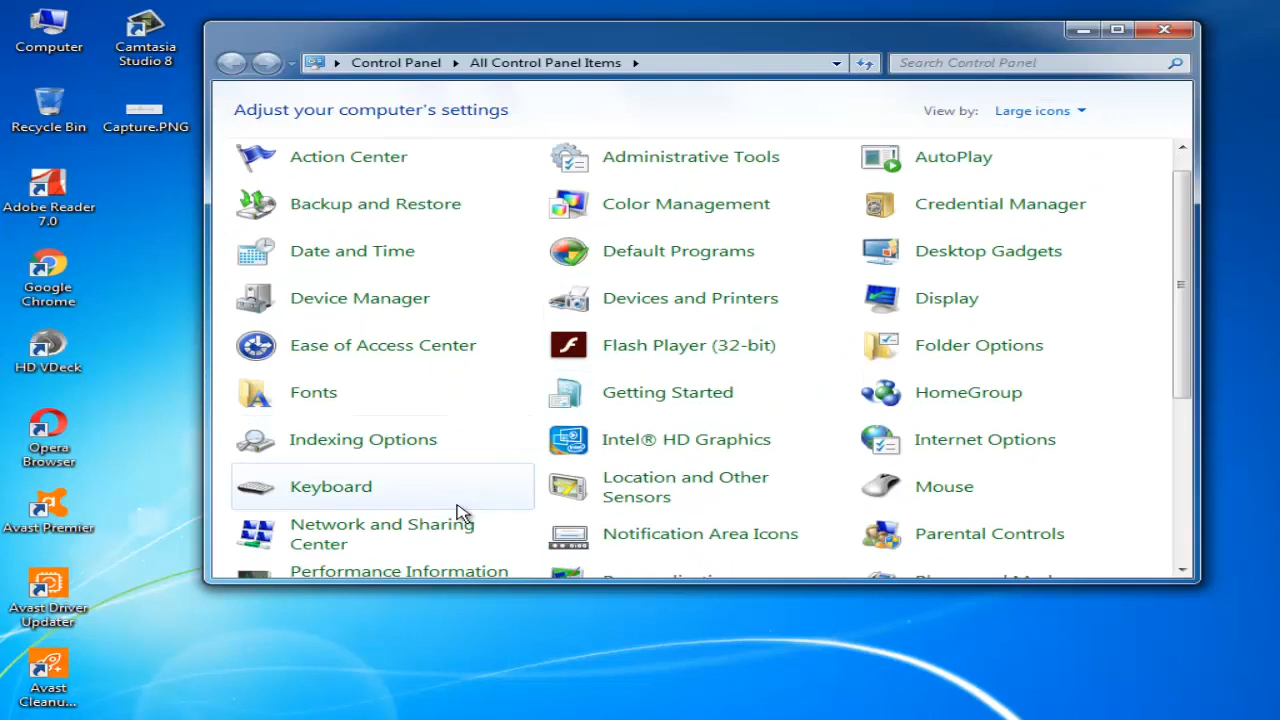 Computer
Camtasia
Studio 8
Recycle Bin
Capture.PNG
Adobe Reader
7.0
Google
Chrome
HD VDeck
Opera
Browser
Avast Premier
Avast Driver
Updater
Avast
Cleanu...
Control Panel
All Control Panel Items
Search Control Panel
Adjust your computer's settings
View by:
Large icons
Action Center
Administrative Tools
AutoPlay
Backup and Restore
Color Management
Credential Manager
Date and Time
Default Programs
Desktop Gadgets
Device Manager
Devices and Printers
Display
Ease of Access Center
Flash Player (32-bit)
Folder Options
Fonts
Getting Started
HomeGroup
Indexing Options
Intel® HD Graphics
Internet Options
Keyboard
Location and Other
Sensors
Mouse
Network and Sharing
Center
Notification Area Icons
Parental Controls
Performance Information